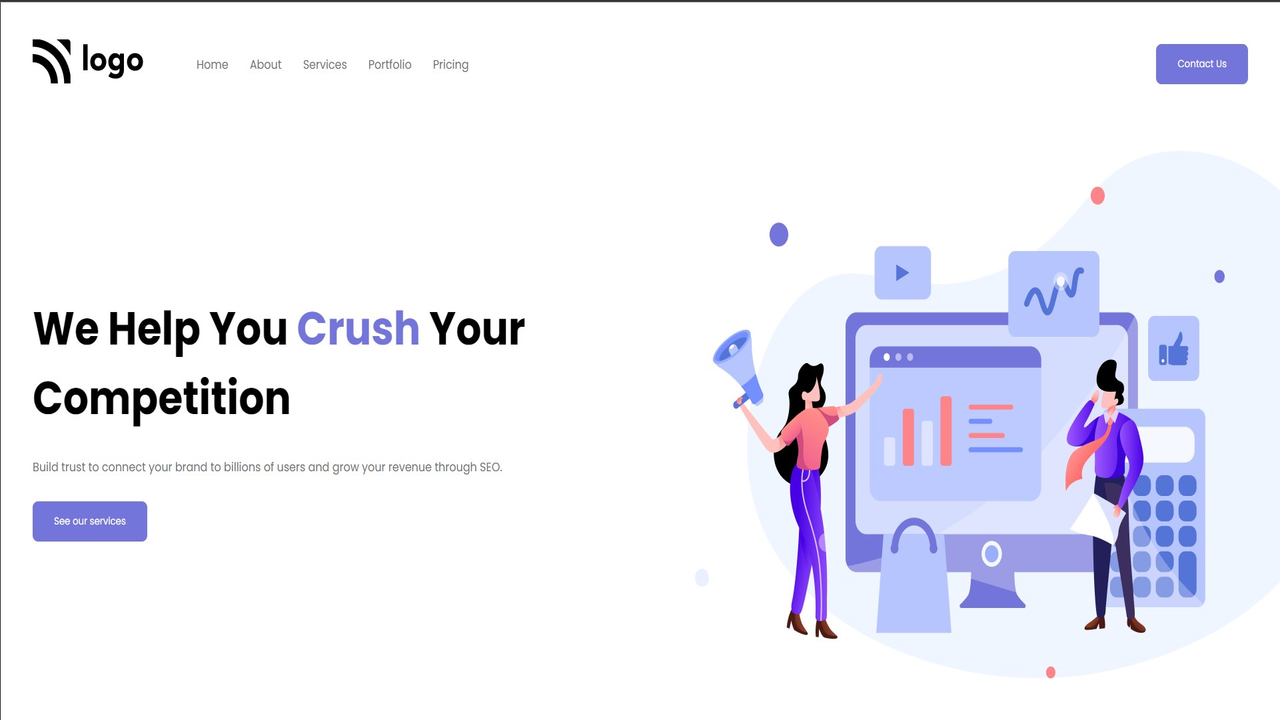 logo
Home About Services Portfolio Pricing
Contact Us
We Help You Crush Your
Competition
Build trust to connect your brand to billions of users and grow your revenue through SEO.
See our services